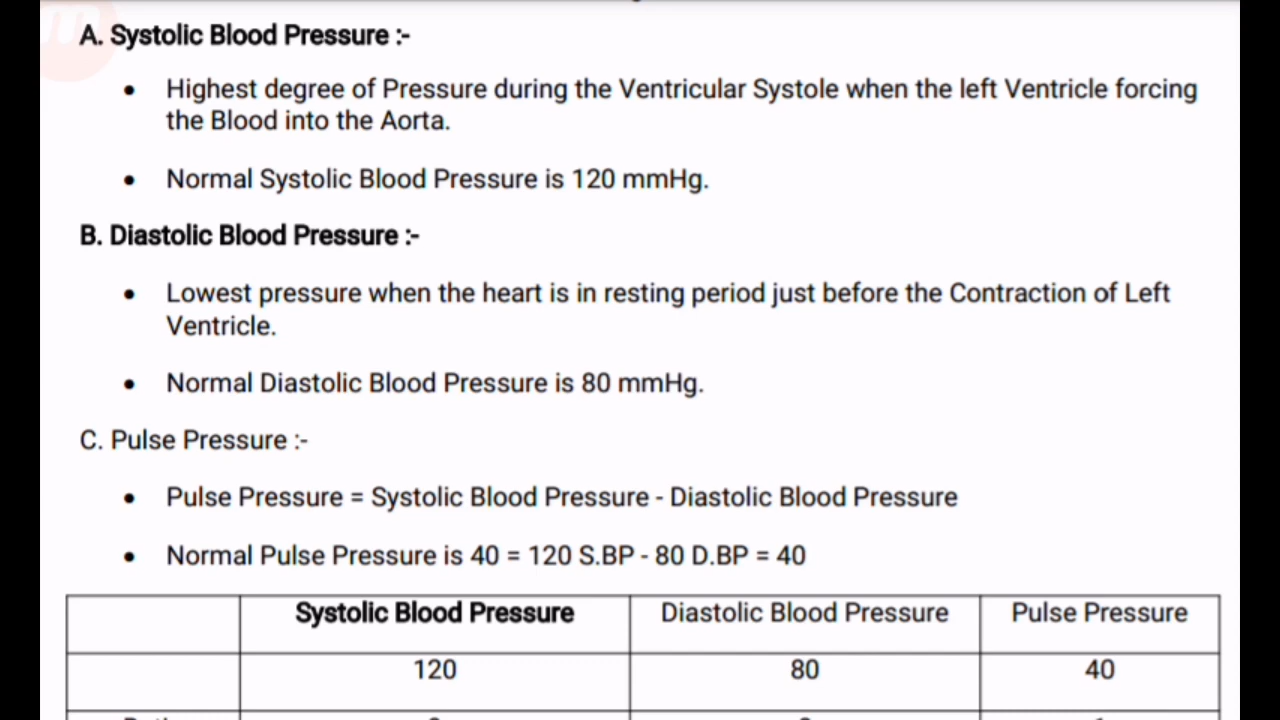 A. Systolic Blood Pressure :-
• Highest degree of Pressure during the Ventricular Systole when the left Ventricle forcing
the Blood into the Aorta.
• Normal Systolic Blood Pressure is 120 mmHg.
B. Diastolic Blood Pressure :-
• Lowest pressure when the heart is in resting period just before the Contraction of Left
Ventricle.
• Normal Diastolic Blood Pressure is 80 mmHg.
C. Pulse Pressure :-
• Pulse Pressure = Systolic Blood Pressure - Diastolic Blood Pressure
• Normal Pulse Pressure is 40 = 120 S.BP - 80 D.BP = 40
Systolic Blood Pressure Diastolic Blood Pressure Pulse Pressure
120 80 40